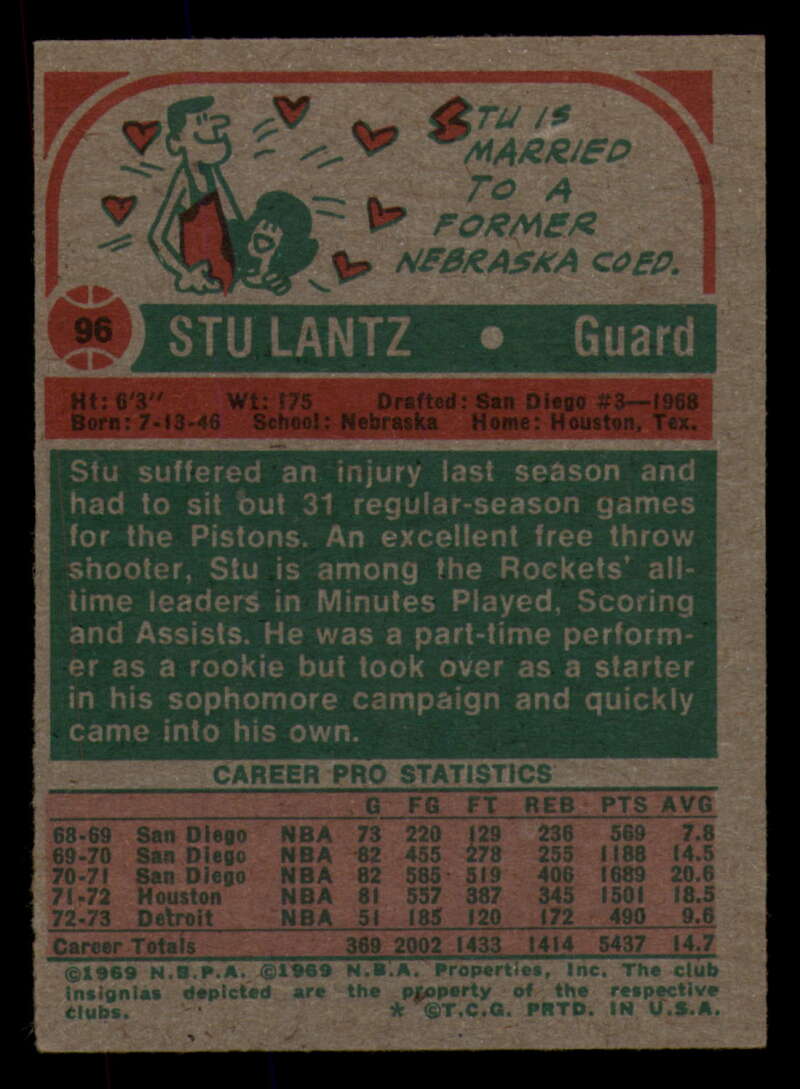 STU IS
MARRIED
TO A
FORMER
NEBRASKA COED.
96 STU LANTZ • Guard
Ht: 6'3" Wt: 175 Drafted: San Diego #3—1968
Born: 7-13-46 School: Nebraska Home: Houston, Tex.
Stu suffered an injury last season and
had to sit out 31 regular-season games
for the Pistons. An excellent free throw
shooter, Stu is among the Rockets' all-
time leaders in Minutes Played, Scoring
and Assists. He was a part-time perform-
er as a rookie but took over as a starter
in his sophomore campaign and quickly
came into his own.
CAREER PRO STATISTICS
G FG FT REB PTS AVG
68-69 San Diego NBA 73 220 129 236 569 7.8
69-70 San Diego NBA 82 455 278 255 1188 14.5
70-71 San Diego NBA 82 585 519 406 1689 20.6
71-72 Houston NBA 81 557 387 345 1501 18.5
72-73 Detroit NBA 51 185 120 172 490 9.6
Career Totals 369 2002 1433 1414 5437 14.7
©1969 N.B.P.A. ©1969 N.B.A. Properties, Inc. The club
insignias depicted are the property of the respective
clubs. * ©T.C.G. PRTD. IN U.S.A.